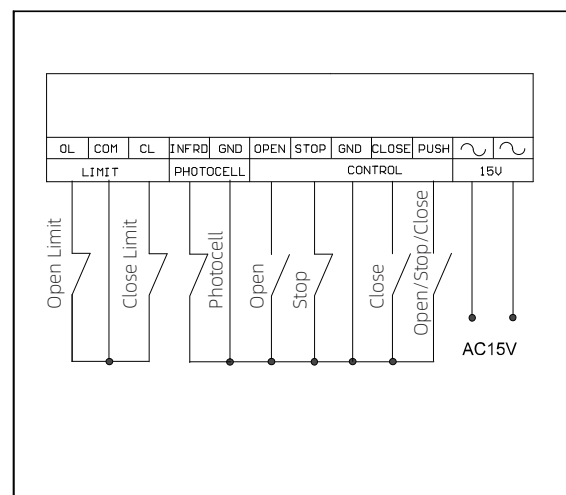 OL COM CL INFRD GND OPEN STOP GND CLOSE PUSH
LIMIT PHOTOCELL CONTROL 15V
Open Limit
Close Limit
Photocell
Open
Stop
Close
Open/Stop/Close
AC15V